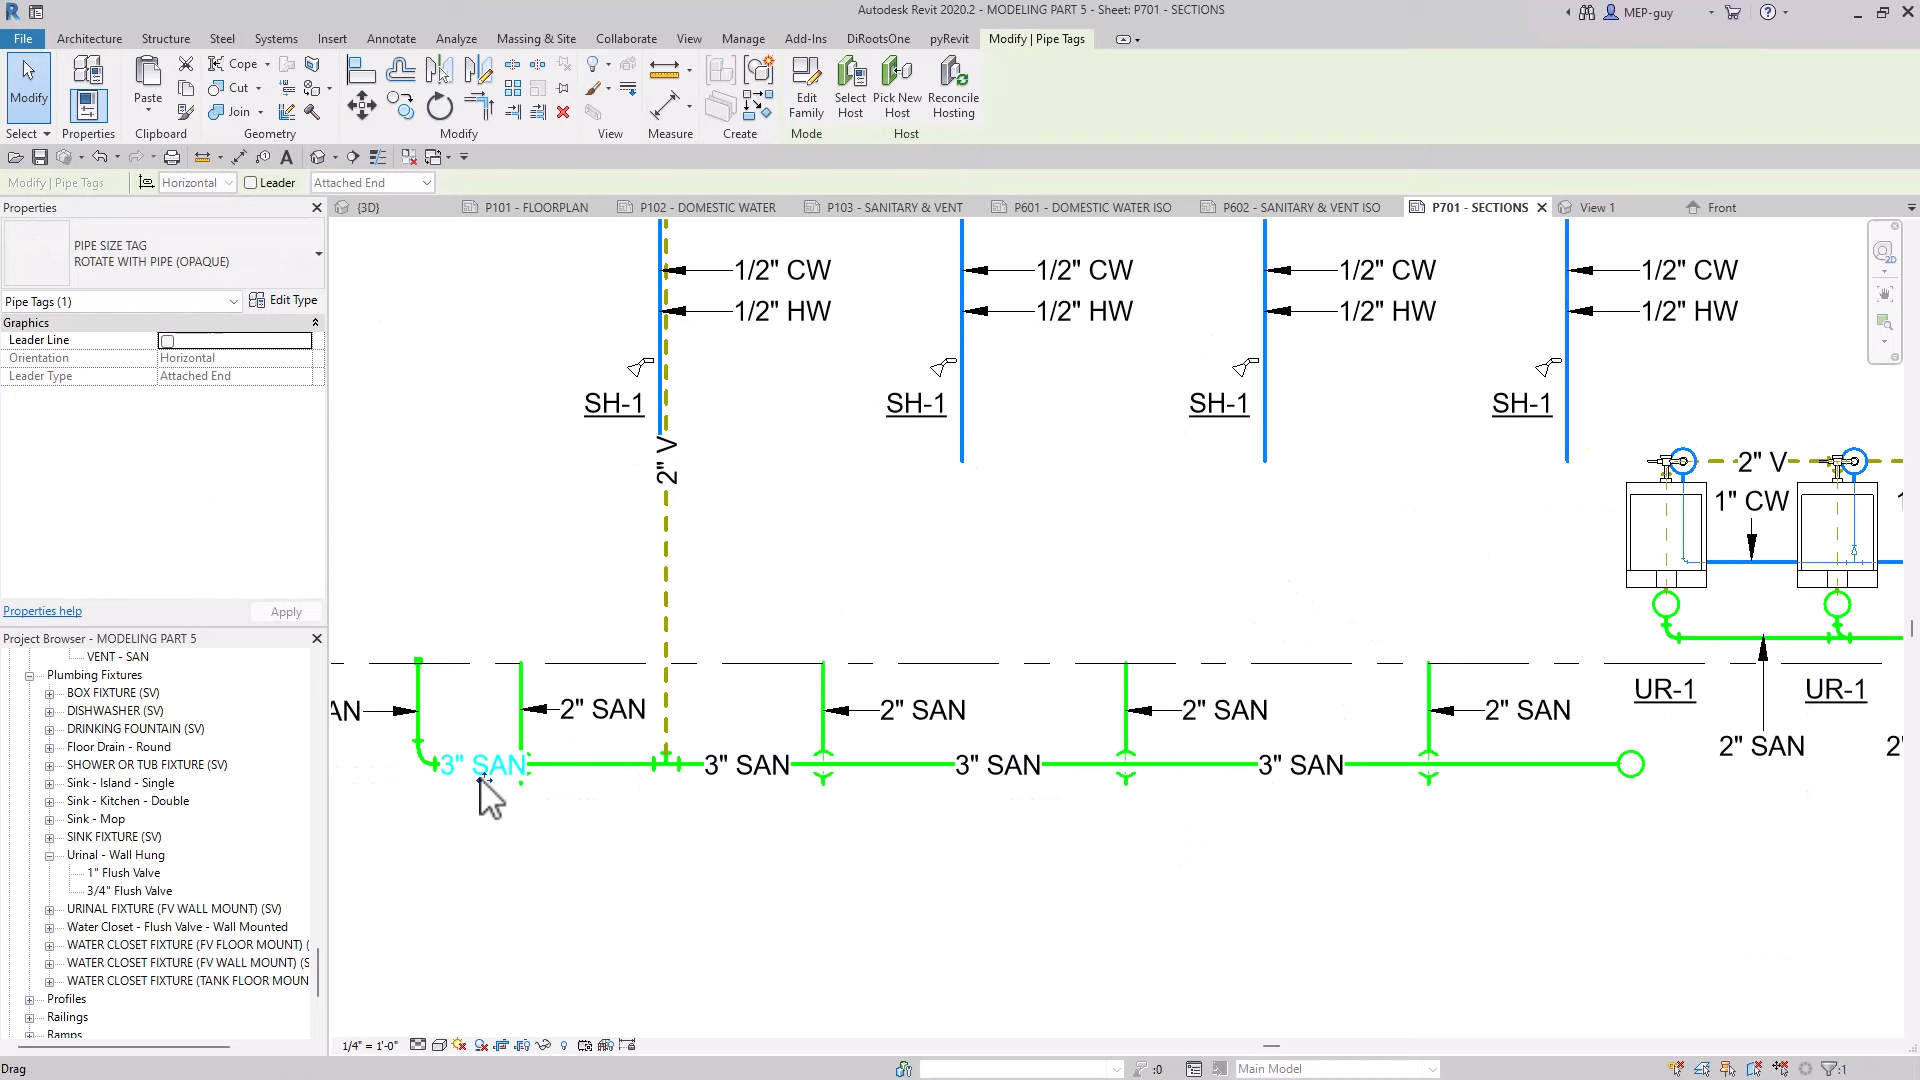 Autodesk Revit 2020.2 - MODELING PART 5 - Sheet: P701 - SECTIONS
MEP-guy
File Architecture Structure Steel Systems Insert Annotate Analyze Massing & Site Collaborate View Manage Add-Ins DiRootsOne pyRevit Modify | Pipe Tags
Modify
Paste
Cope
Cut
Join
Edit Family
Select Host
Pick New Host
Reconcile Hosting
Select Properties Clipboard Geometry Modify View Measure Create Mode Host
Modify | Pipe Tags Horizontal Leader Attached End
Properties
{3D} P101 - FLOORPLAN P102 - DOMESTIC WATER P103 - SANITARY & VENT P601 - DOMESTIC WATER ISO P602 - SANITARY & VENT ISO P701 - SECTIONS View 1 Front
PIPE SIZE TAG
ROTATE WITH PIPE (OPAQUE)
Pipe Tags (1) Edit Type
Graphics
Leader Line
Orientation Horizontal
Leader Type Attached End
Properties help Apply
Project Browser - MODELING PART 5
VENT - SAN
Plumbing Fixtures
BOX FIXTURE (SV)
DISHWASHER (SV)
DRINKING FOUNTAIN (SV)
Floor Drain - Round
SHOWER OR TUB FIXTURE (SV)
Sink - Island - Single
Sink - Kitchen - Double
Sink - Mop
SINK FIXTURE (SV)
Urinal - Wall Hung
1" Flush Valve
3/4" Flush Valve
URINAL FIXTURE (FV WALL MOUNT) (SV)
Water Closet - Flush Valve - Wall Mounted
WATER CLOSET FIXTURE (FV FLOOR MOUNT) (
WATER CLOSET FIXTURE (FV WALL MOUNT) (S
WATER CLOSET FIXTURE (TANK FLOOR MOUN
Profiles
Railings
Ramps
1/2" CW 1/2" CW 1/2" CW 1/2" CW
1/2" HW 1/2" HW 1/2" HW 1/2" HW
SH-1 SH-1 SH-1 SH-1
2" V
2" V
1" CW 1
UR-1 UR-1
AN 2" SAN 2" SAN 2" SAN 2" SAN
2" SAN 2"
3" SAN 3" SAN 3" SAN 3" SAN
2D
1/4" = 1'-0"
Drag
:0
Main Model
:1